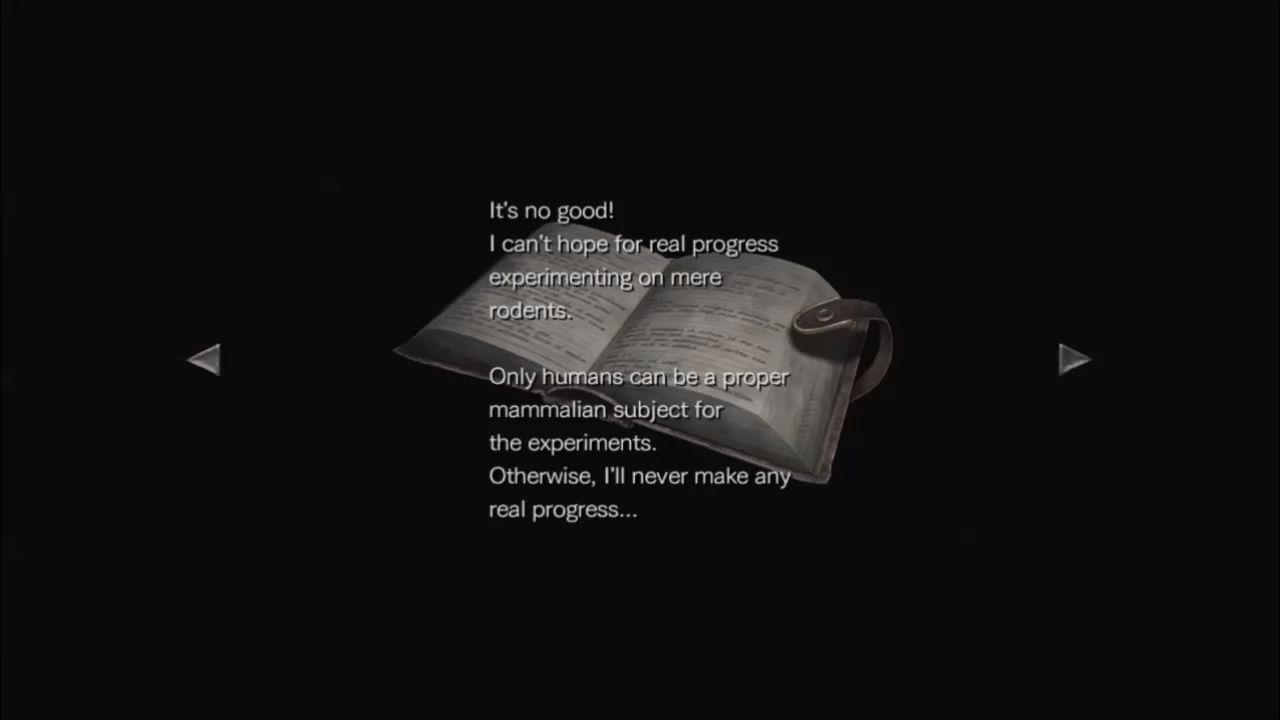 It's no good!
I can't hope for real progress
experimenting on mere
rodents.
Only humans can be a proper
mammalian subject for
the experiments.
Otherwise, I'll never make any
real progress...